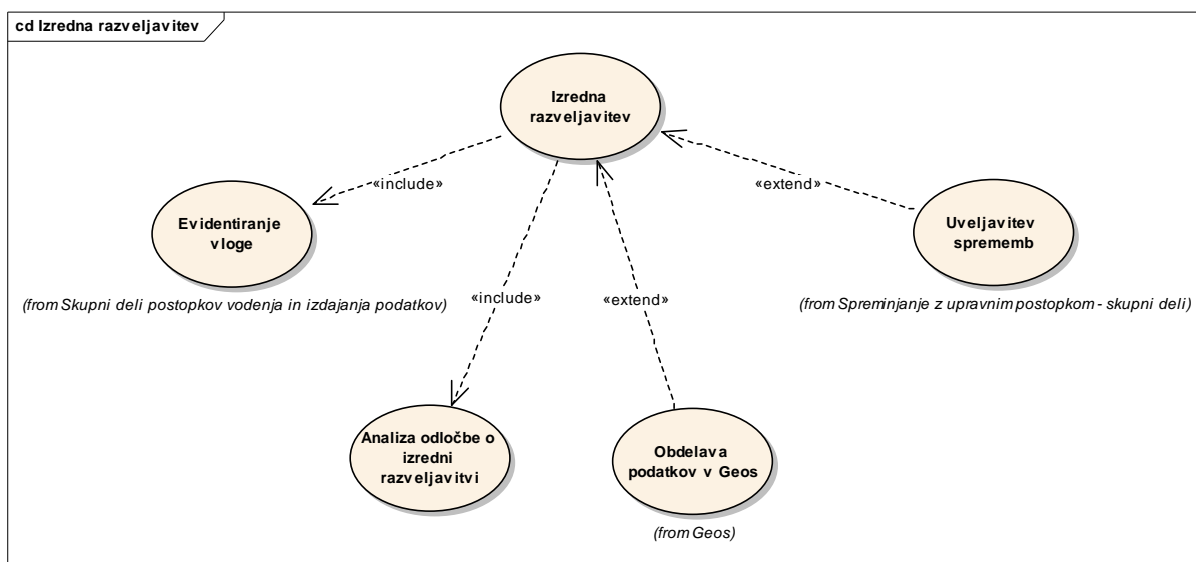 cd Izredna razveljavitev
Izredna
razveljavitev
«include»
«extend»
Evidentiranje
vloge
(from Skupni deli postopkov vodenja in izdajanja podatkov)
Uveljavitev
sprememb
(from Spreminjanje z upravnim postopkom - skupni deli)
«include»
«extend»
Analiza odločbe o
izredni
razveljavitvi
Obdelava
podatkov v Geos
(from Geos)